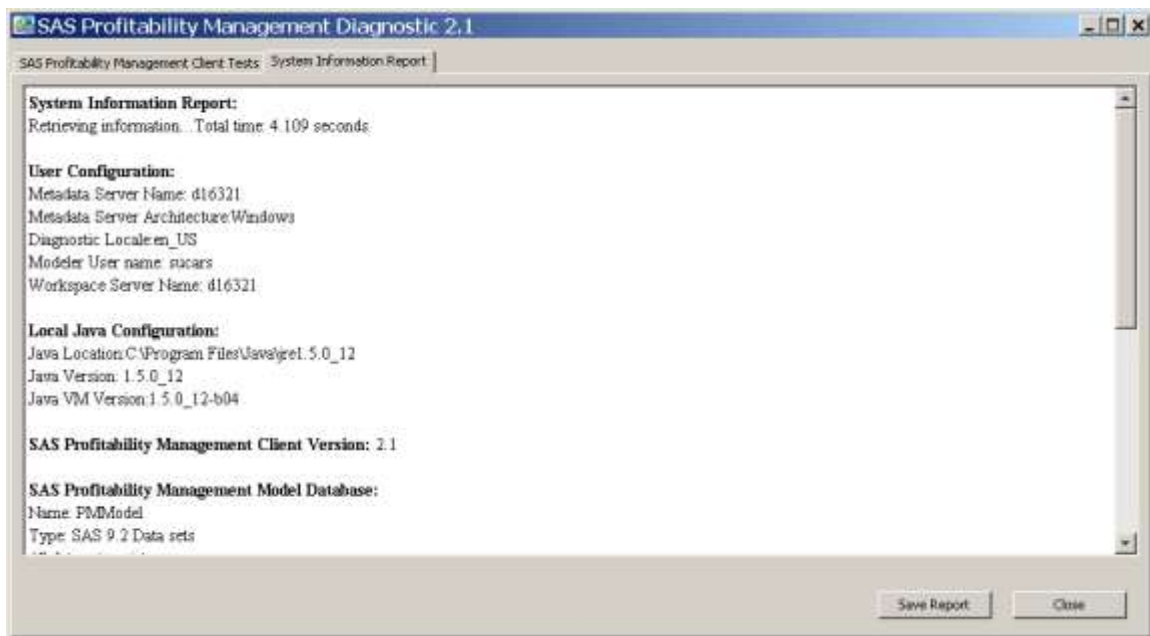 SAS Profitability Management Diagnostic 2.1
SAS Profitability Management Client Tests System Information Report
System Information Report:
Retrieving information...Total time: 4.109 seconds
User Configuration:
Metadata Server Name: d16321
Metadata Server Architecture:Windows
Diagnostic Locale:en_US
Modeler User name: sucars
Workspace Server Name: d16321
Local Java Configuration:
Java Location:C:\Program Files\Java\jre1.5.0_12
Java Version: 1.5.0_12
Java VM Version:1.5.0_12-b04
SAS Profitability Management Client Version: 2.1
SAS Profitability Management Model Database:
Name: PMModel
Type: SAS 9.2 Data sets
Save Report Close